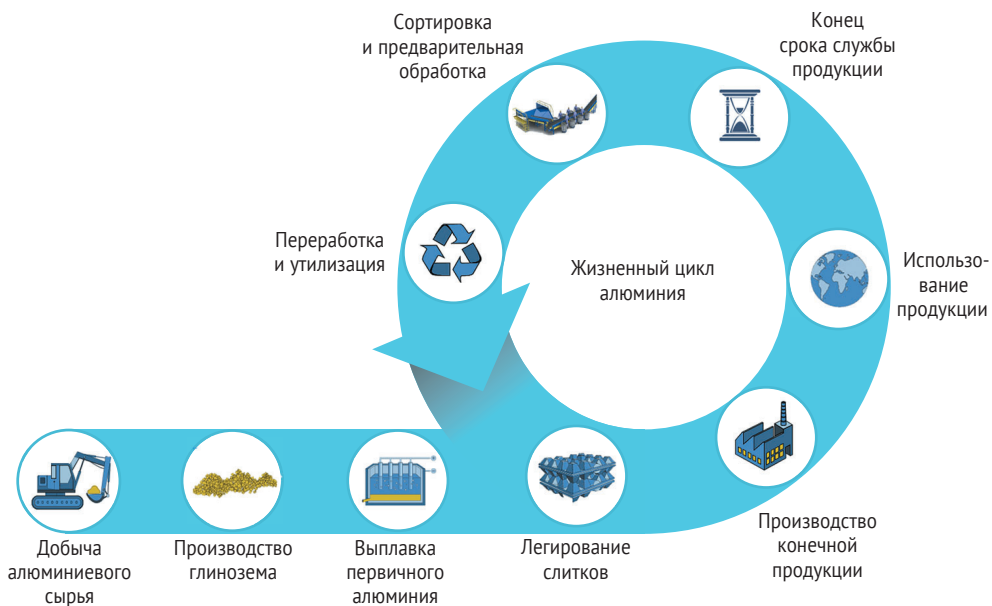 Сортировка
и предварительная
обработка
Конец
срока службы
продукции
Переработка
и утилизация
Жизненный цикл
алюминия
Использо-
вание
продукции
Добыча
алюминиевого
сырья
Производство
глинозема
Выплавка
первичного
алюминия
Легирование
слитков
Производство
конечной
продукции